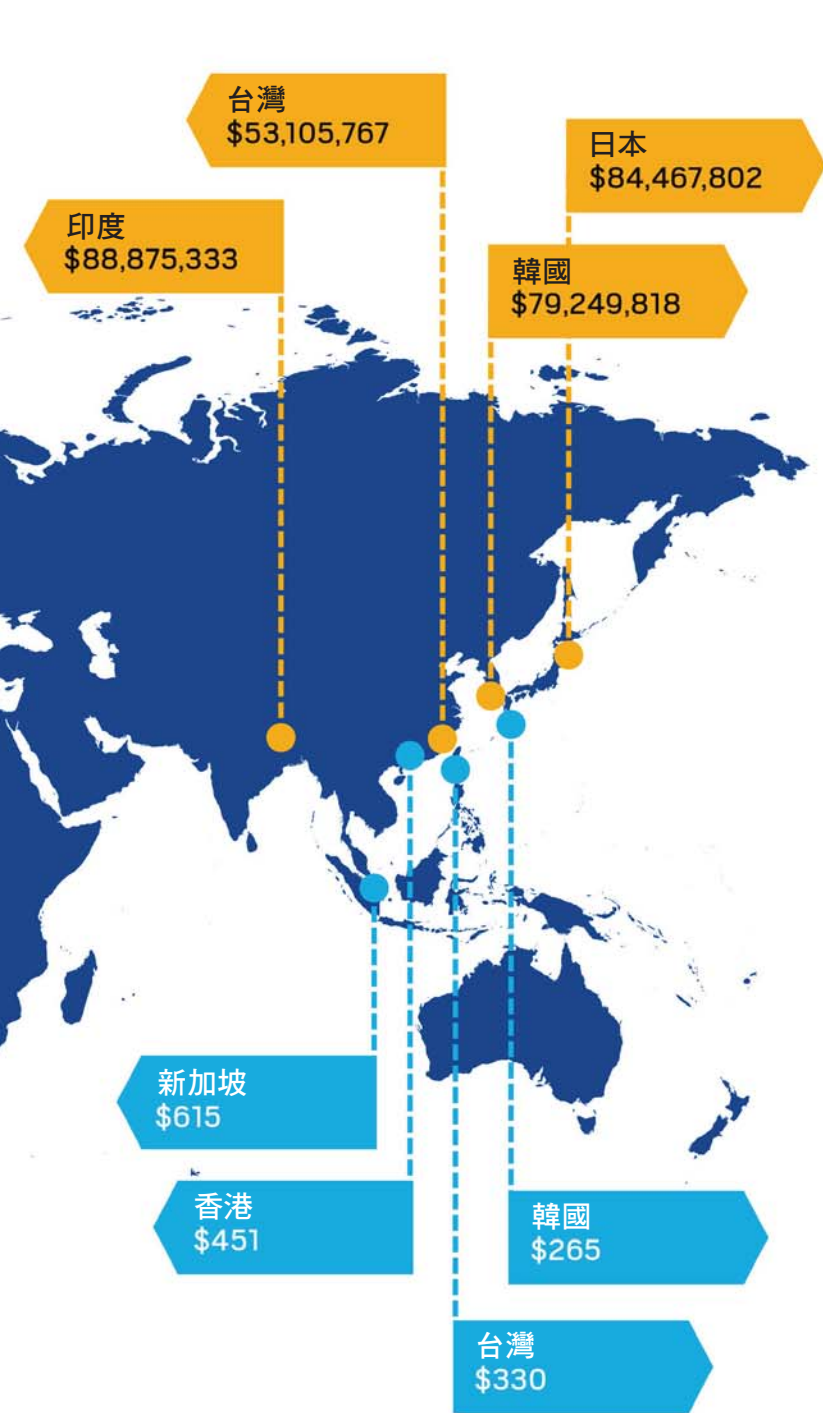 台灣
$53,105,767
日本
$84,467,802
印度
$88,875,333
韓國
$79,249,818
新加坡
$615
香港
$451
韓國
$265
台灣
$330